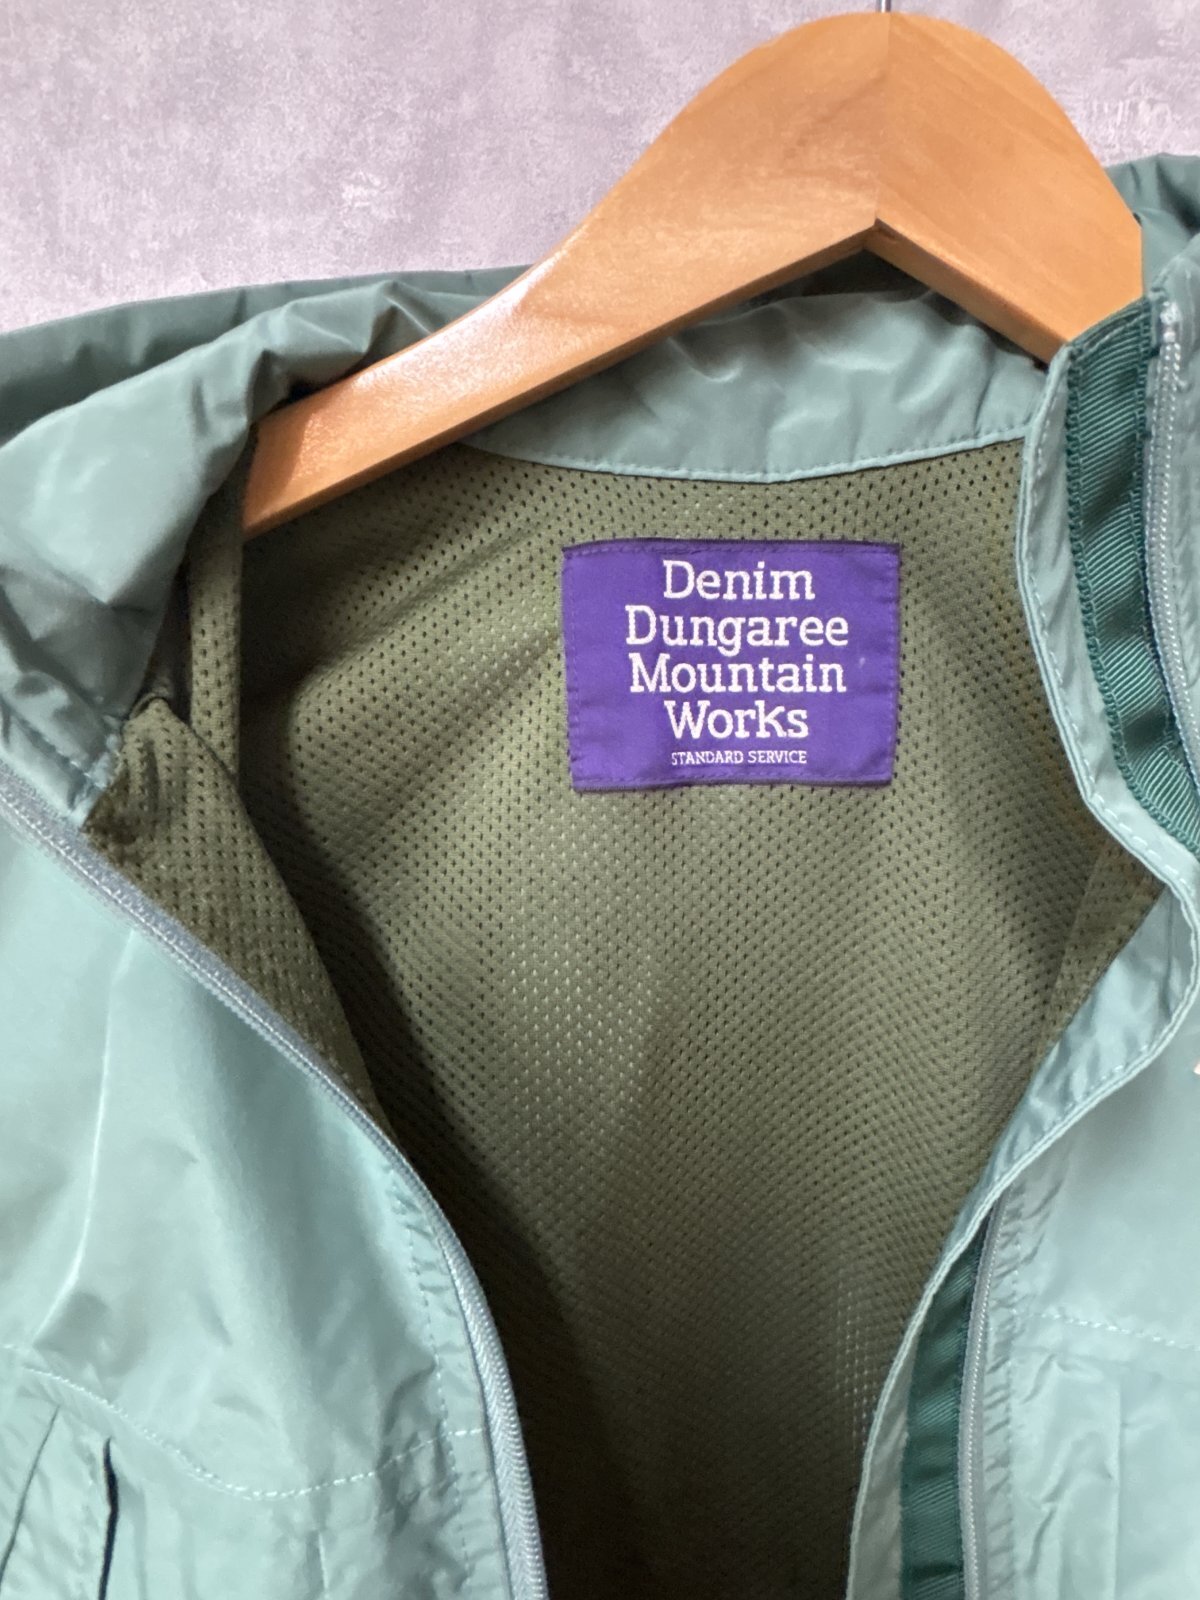 Denim
Dungaree
Mountain
Works
STANDARD SERVICE